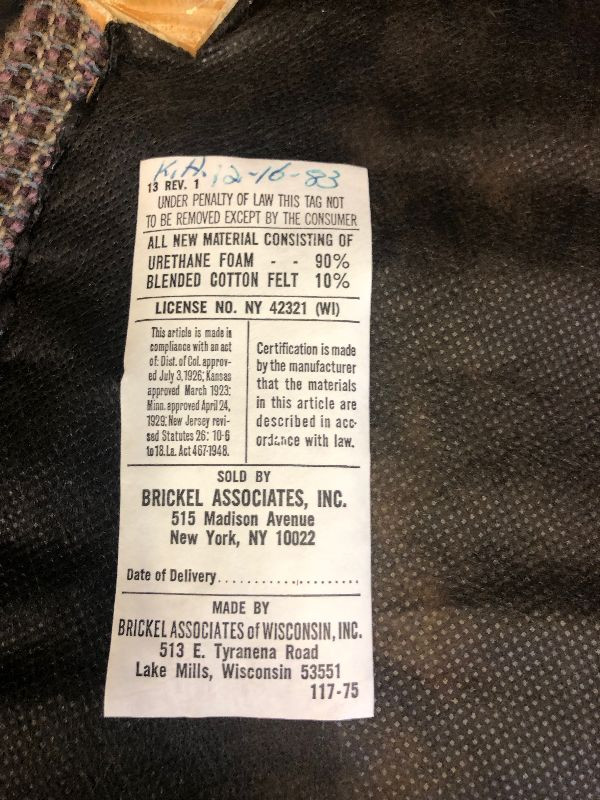 K.H. 12-16-83
13 REV. 1
UNDER PENALTY OF LAW THIS TAG NOT
TO BE REMOVED EXCEPT BY THE CONSUMER
ALL NEW MATERIAL CONSISTING OF
URETHANE FOAM - - 90%
BLENDED COTTON FELT 10%
LICENSE NO. NY 42321 (WI)
This article is made in
compliance with an act
of: Dist. of Col. approv-
ed July 3, 1926; Kansas
approved March 1923;
Minn. approved April 24,
1929; New Jersey revi-
sed Statutes 26: 10-6
to 18. La. Act 467-1948.
Certification is made
by the manufacturer
that the materials
in this article are
described in acc-
ordance with law.
SOLD BY
BRICKEL ASSOCIATES, INC.
515 Madison Avenue
New York, NY 10022
Date of Delivery....................
MADE BY
BRICKEL ASSOCIATES of WISCONSIN, INC.
513 E. Tyranena Road
Lake Mills, Wisconsin 53551
117-75